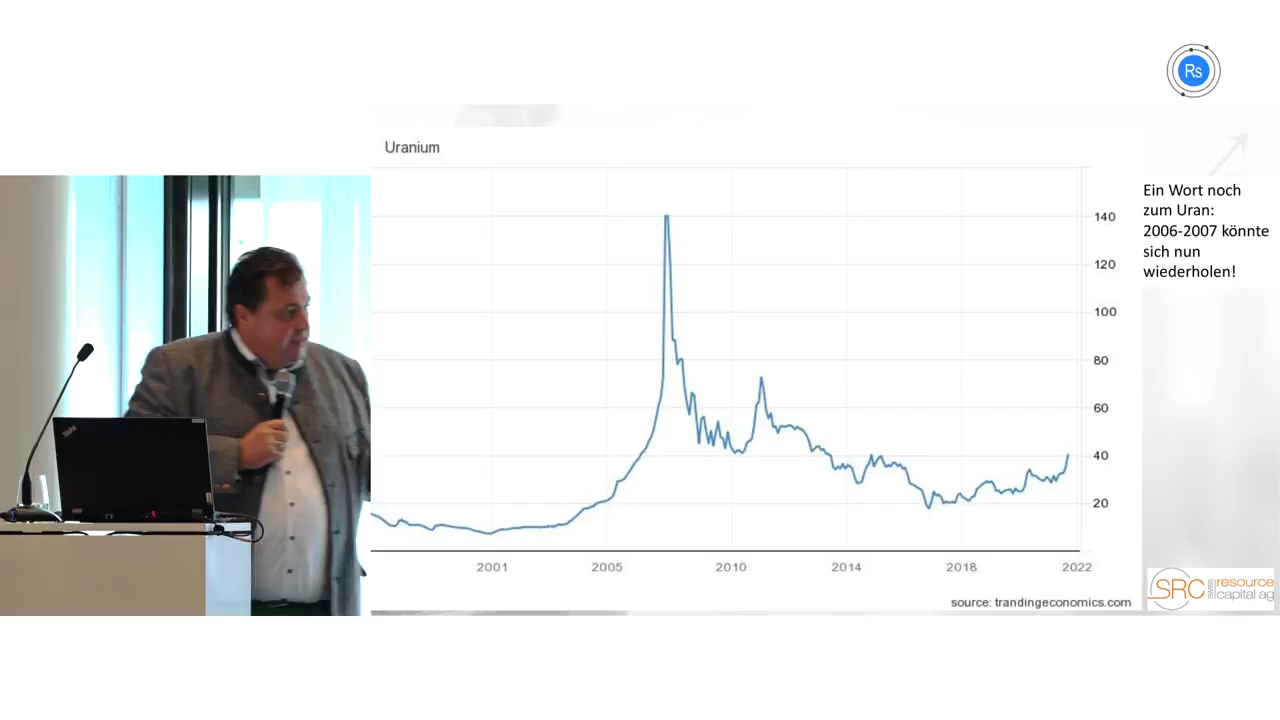 Rs
Uranium
Ein Wort noch
zum Uran:
2006-2007 könnte
sich nun
wiederholen!
140
120
100
80
60
40
20
2001 2005 2010 2014 2018 2022
source: trandingeconomics.com
SRC
SWISS
resource
capital ag